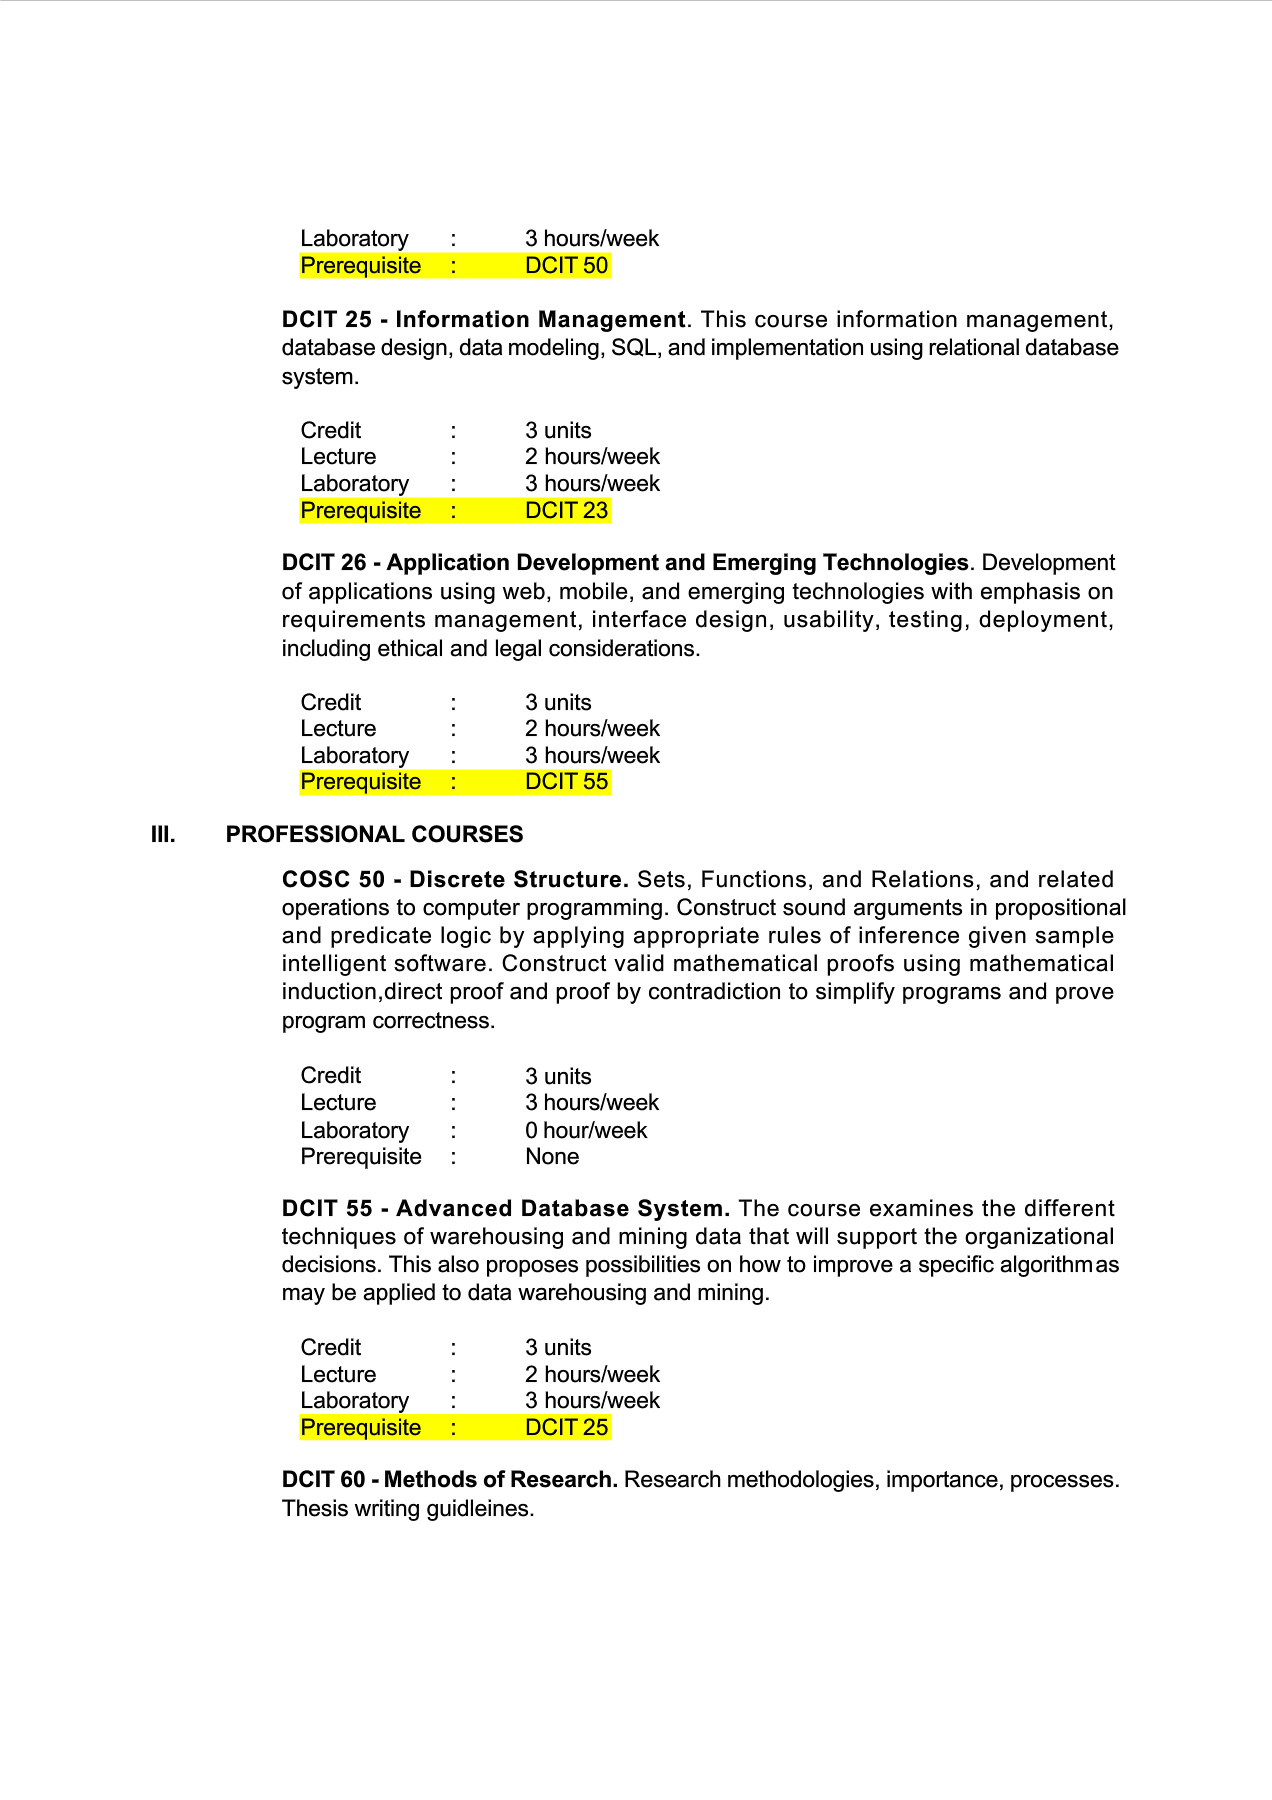 Laboratory : 3 hours/week
Prerequisite : DCIT 50
DCIT 25 - Information Management. This course information management,
database design, data modeling, SQL, and implementation using relational database
system.
Credit : 3 units
Lecture : 2 hours/week
Laboratory : 3 hours/week
Prerequisite : DCIT 23
DCIT 26 - Application Development and Emerging Technologies. Development
of applications using web, mobile, and emerging technologies with emphasis on
requirements management, interface design, usability, testing, deployment,
including ethical and legal considerations.
Credit : 3 units
Lecture : 2 hours/week
Laboratory : 3 hours/week
Prerequisite : DCIT 55
III. PROFESSIONAL COURSES
COSC 50 - Discrete Structure. Sets, Functions, and Relations, and related
operations to computer programming. Construct sound arguments in propositional
and predicate logic by applying appropriate rules of inference given sample
intelligent software. Construct valid mathematical proofs using mathematical
induction,direct proof and proof by contradiction to simplify programs and prove
program correctness.
Credit : 3 units
Lecture : 3 hours/week
Laboratory : 0 hour/week
Prerequisite : None
DCIT 55 - Advanced Database System. The course examines the different
techniques of warehousing and mining data that will support the organizational
decisions. This also proposes possibilities on how to improve a specific algorithm as
may be applied to data warehousing and mining.
Credit : 3 units
Lecture : 2 hours/week
Laboratory : 3 hours/week
Prerequisite : DCIT 25
DCIT 60 - Methods of Research. Research methodologies, importance, processes.
Thesis writing guidleines.